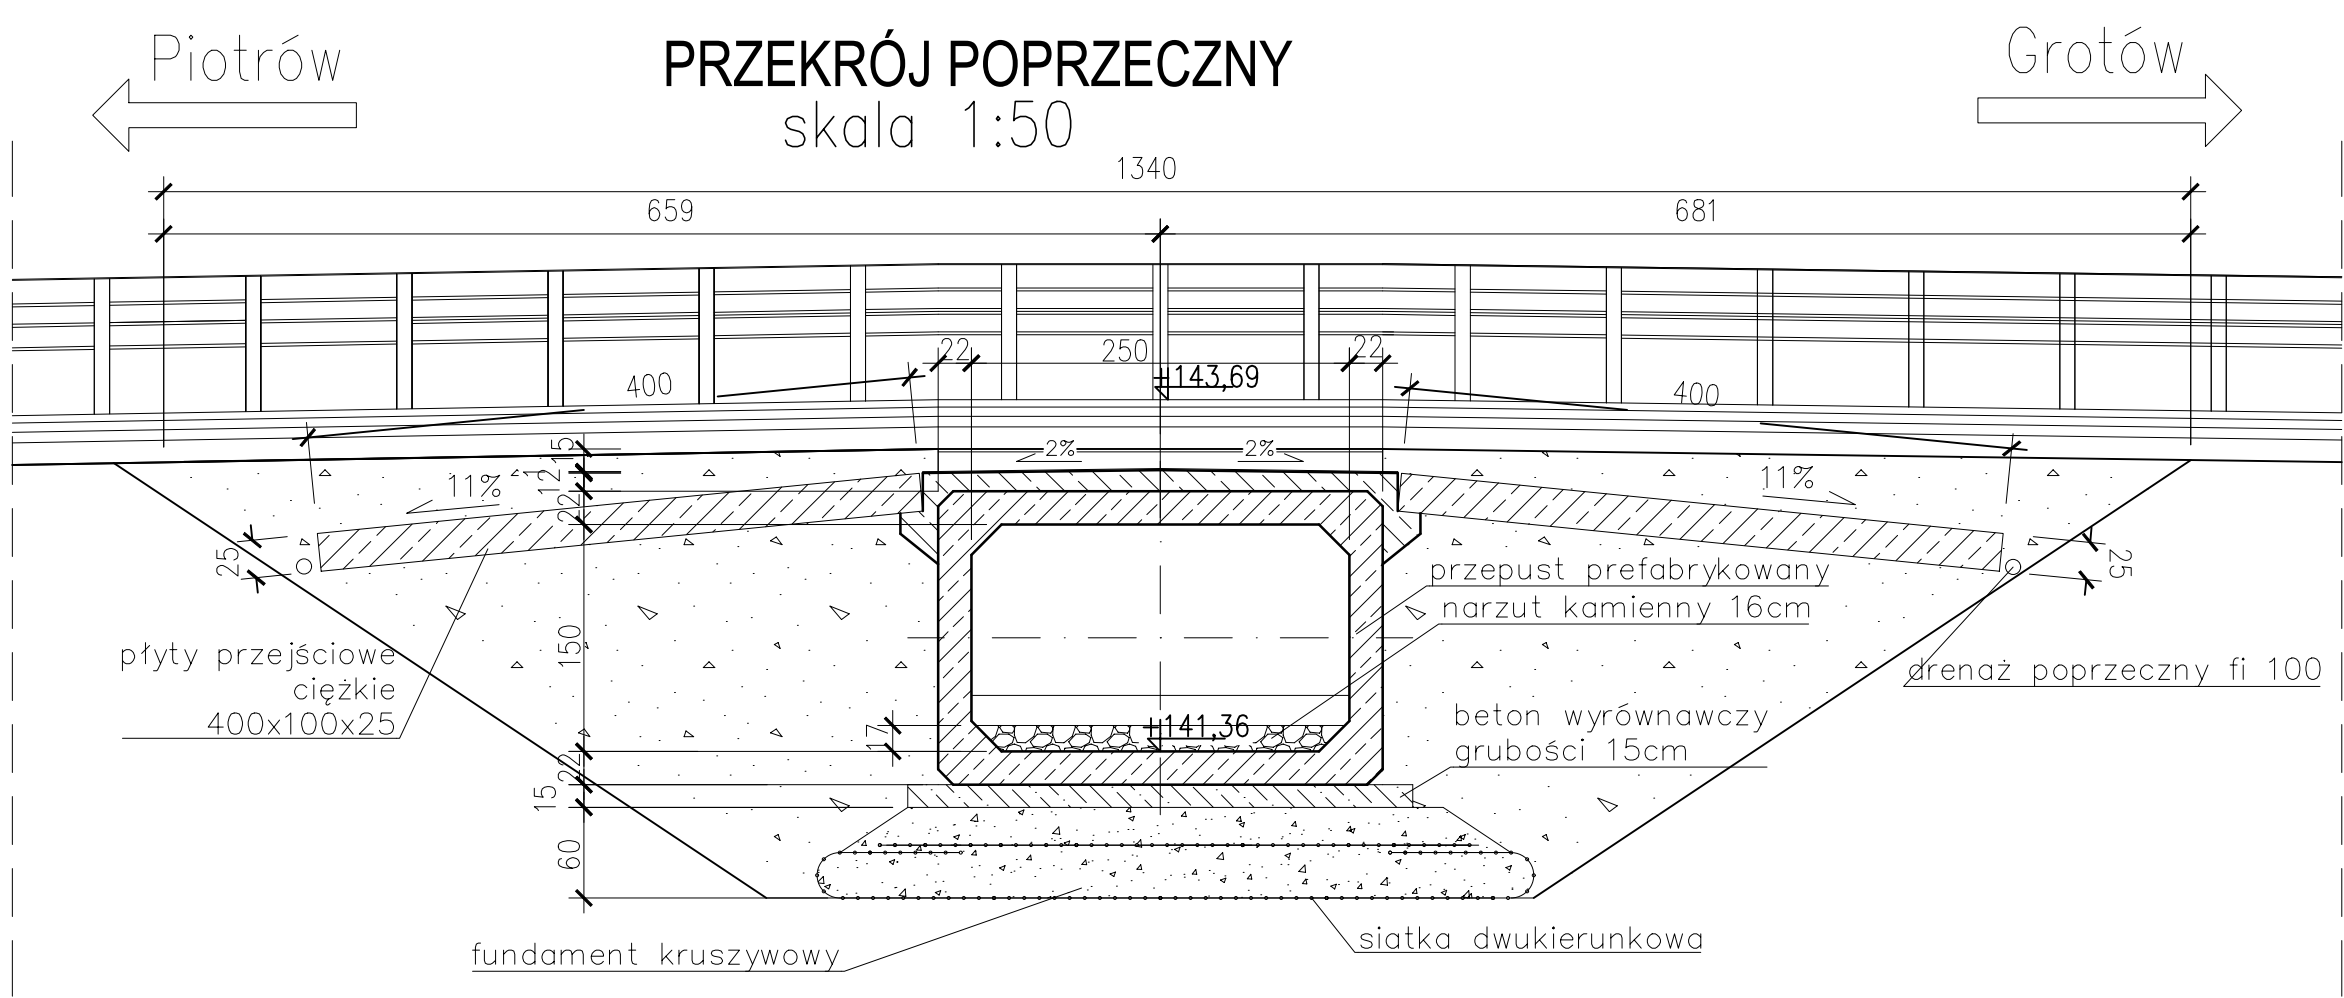 Piotrów
PRZEKRÓJ POPRZECZNY
skala 1:50
Grotów
1340
659
681
22
250
22
+143,69
400
400
2%
2%
11%
11%
15
1
12
22
25
25
przepust prefabrykowany
narzut kamienny 16cm
150
płyty przejściowe
ciężkie
400x100x25
drenaż poprzeczny fi 100
17
+141,36
beton wyrównawczy
grubości 15cm
22
15
60
fundament kruszywowy
siatka dwukierunkowa